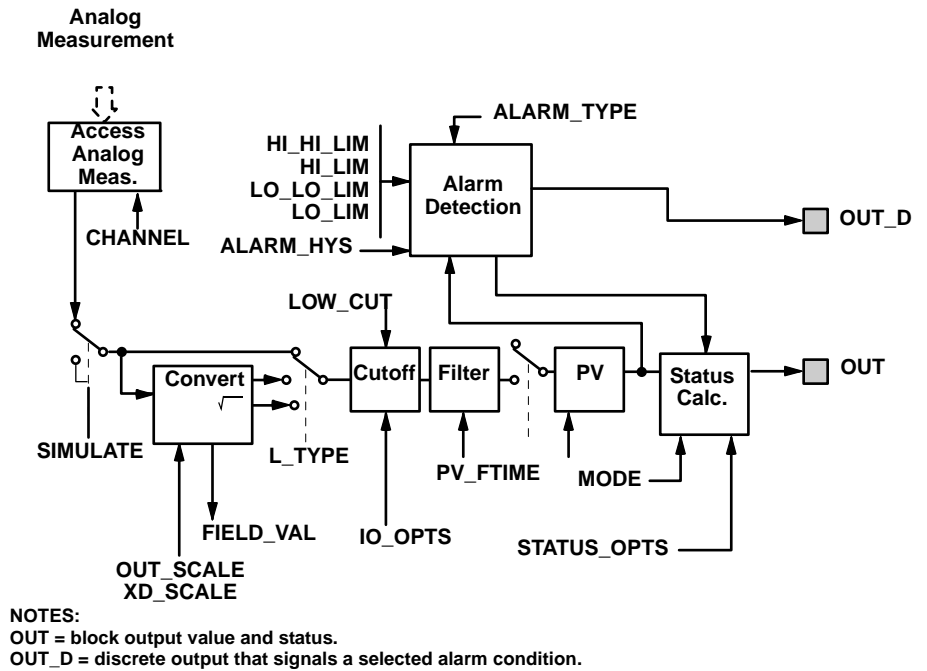 Analog
Measurement
Access
Analog
Meas.
CHANNEL
ALARM_TYPE
HI_HI_LIM
HI_LIM
LO_LO_LIM
LO_LIM
ALARM_HYS
Alarm
Detection
OUT_D
LOW_CUT
SIMULATE
Convert
√
L_TYPE
Cutoff
Filter
PV
Status
Calc.
OUT
PV_FTIME
MODE
FIELD_VAL
IO_OPTS
STATUS_OPTS
OUT_SCALE
XD_SCALE
NOTES:
OUT = block output value and status.
OUT_D = discrete output that signals a selected alarm condition.